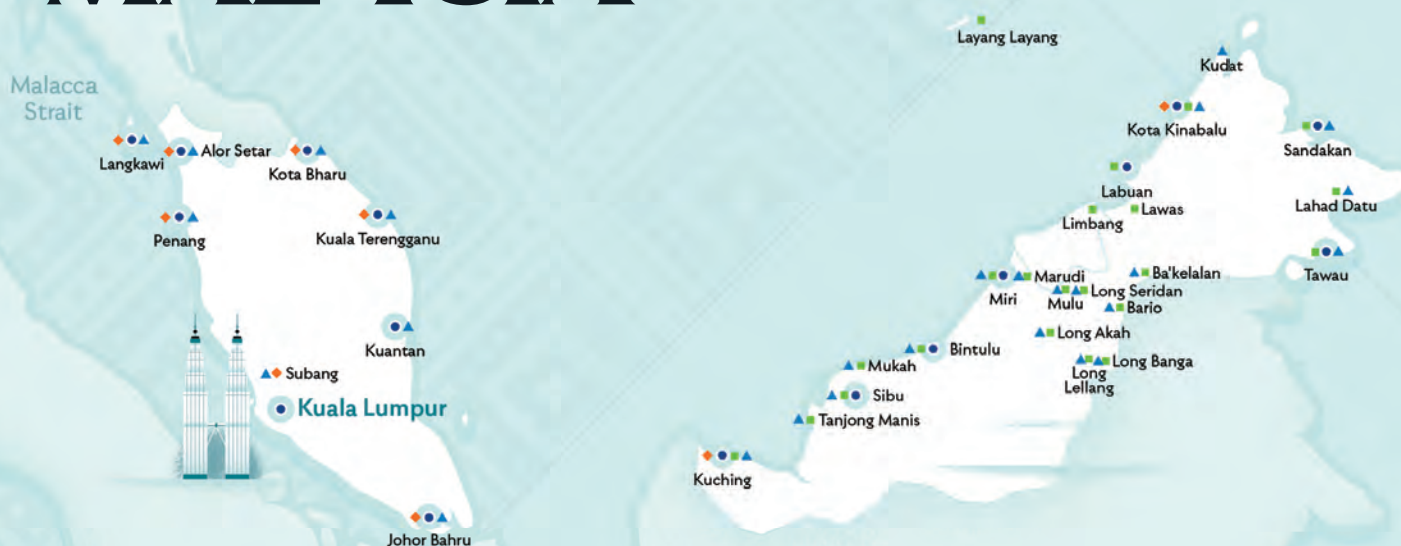 Malacca
Strait
Langkawi
Alor Setar
Kota Bharu
Penang
Kuala Terengganu
Kuantan
Subang
Kuala Lumpur
Johor Bahru
Layang Layang
Kudat
Kota Kinabalu
Sandakan
Labuan
Lahad Datu
Limbang
Lawas
Tawau
Ba'kelalan
Miri
Marudi
Mulu
Long Seridan
Bario
Long Akah
Bintulu
Long Banga
Long
Lellang
Mukah
Sibu
Tanjong Manis
Kuching